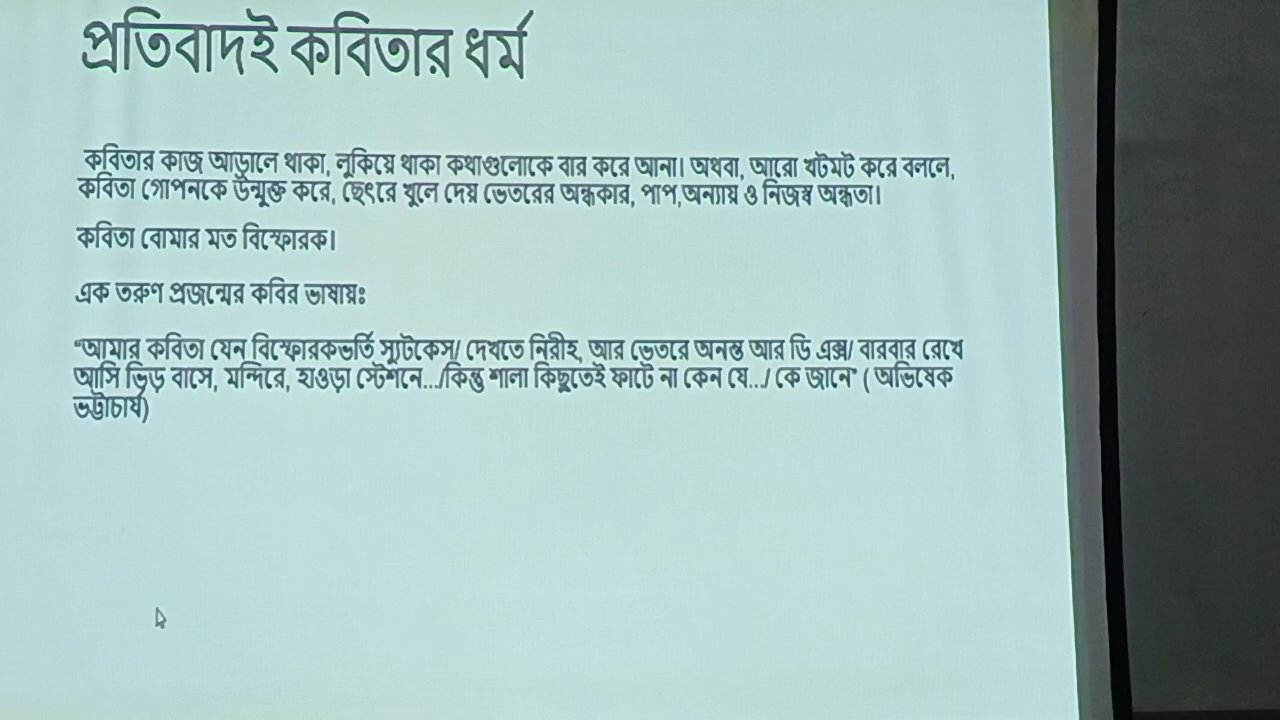 প্রতিবাদই কবিতার ধর্ম
কবিতার কাজ আড়ালে থাকা, লুকিয়ে থাকা কথাগুলোকে বার করে আনা। অথবা, আরো খটমট করে বললে,
কবিতা গোপনকে উন্মুক্ত করে, ছেৎরে খুলে দেয় ভেতরের অন্ধকার, পাপ,অন্যায় ও নিজস্ব অন্ধতা।
কবিতা বোমার মত বিস্ফোরক।
এক তরুণ প্রজন্মের কবির ভাষায়ঃ
“আমার কবিতা যেন বিস্ফোরকভর্তি স্যুটকেস/ দেখতে নিরীহ, আর ভেতরে অনন্ত আর ডি এক্স/ বারবার রেখে
আসি ভিড় বাসে, মন্দিরে, হাওড়া স্টেশনে.../কিন্তু শালা কিছুতেই ফাটে না কেন যে.../ কে জানে" ( অভিষেক
ভট্টাচার্য)